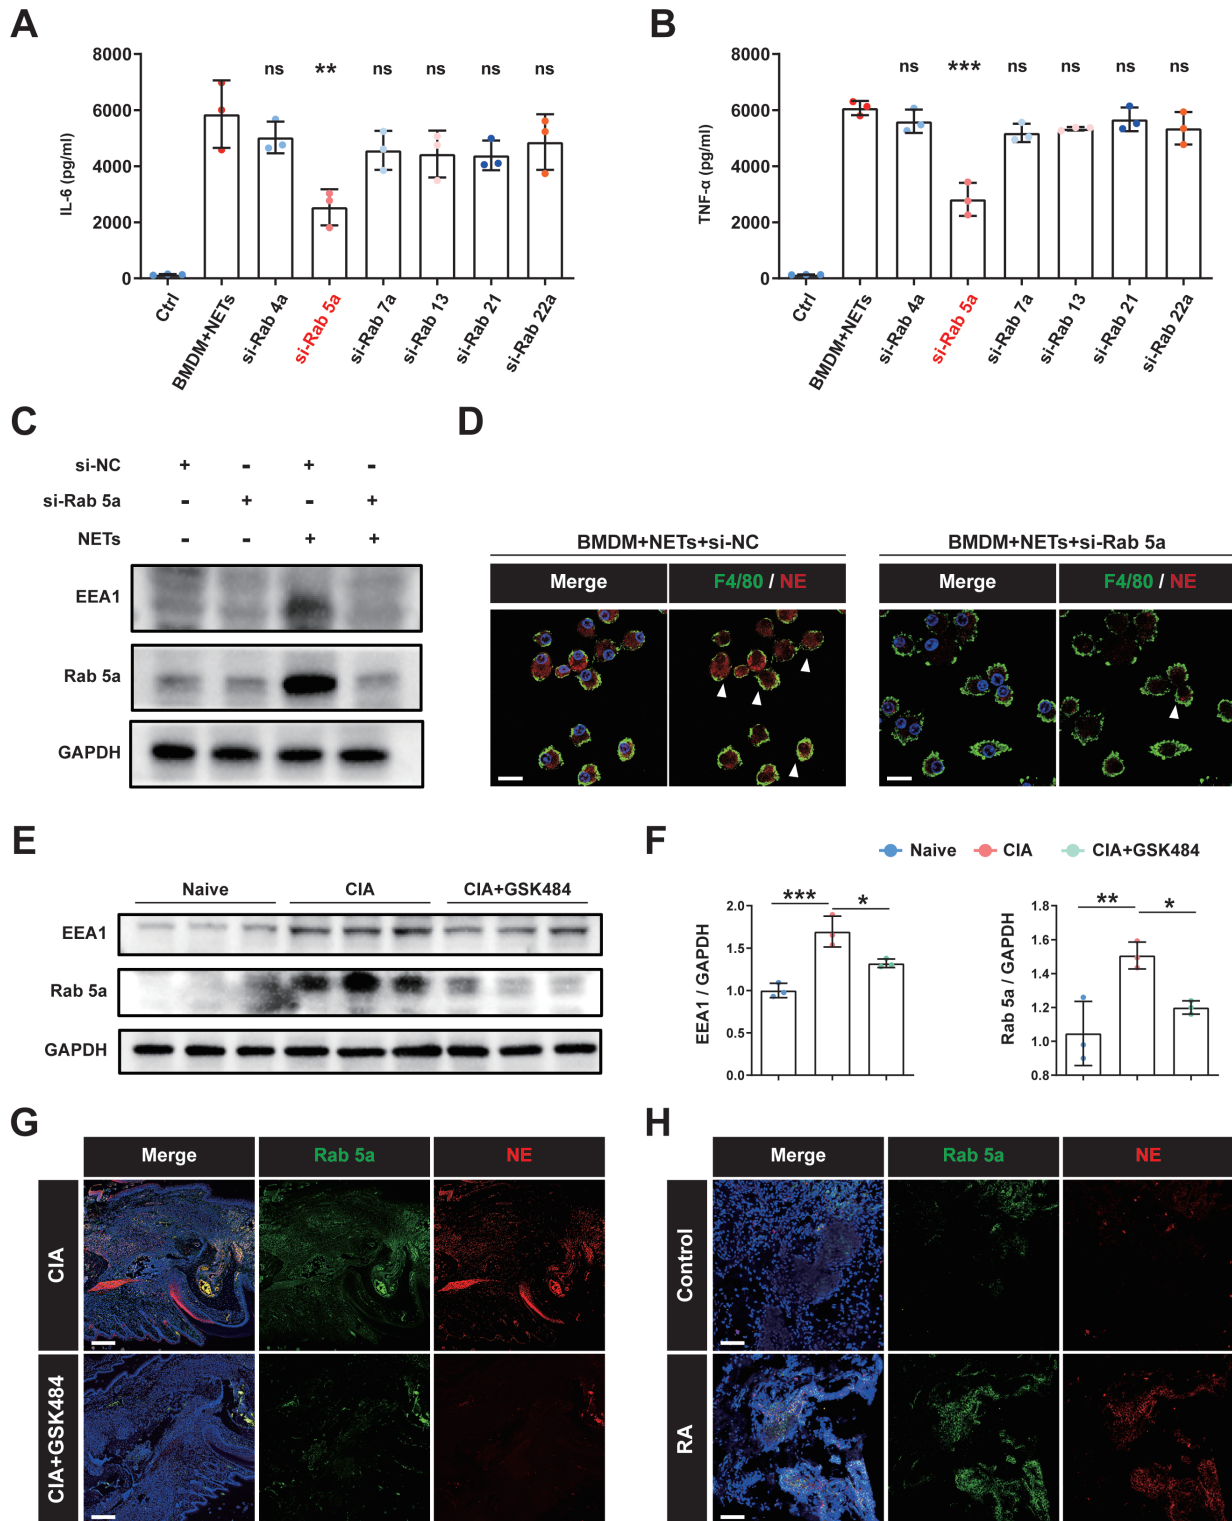 A
8000
6000
4000
2000
0
IL-6 (pg/ml)
ns
**
ns
ns
ns
ns
Ctrl
BMDM+NETs
si-Rab 4a
si-Rab 5a
si-Rab 7a
si-Rab 13
si-Rab 21
si-Rab 22a
B
8000
6000
4000
2000
0
TNF-α (pg/ml)
ns
***
ns
ns
ns
ns
Ctrl
BMDM+NETs
si-Rab 4a
si-Rab 5a
si-Rab 7a
si-Rab 13
si-Rab 21
si-Rab 22a
C
si-NC + - + -
si-Rab 5a - + - +
NETs - - + +
EEA1
Rab 5a
GAPDH
D
BMDM+NETs+si-NC
Merge
F4/80 / NE
BMDM+NETs+si-Rab 5a
Merge
F4/80 / NE
E
Naive CIA CIA+GSK484
EEA1
Rab 5a
GAPDH
F
Naive CIA CIA+GSK484
EEA1 / GAPDH
2.0
1.5
1.0
0.5
0.0
***
*
Rab 5a / GAPDH
1.8
1.6
1.4
1.2
1.0
0.8
**
*
G
Merge Rab 5a NE
CIA
CIA+GSK484
H
Merge Rab 5a NE
Control
RA